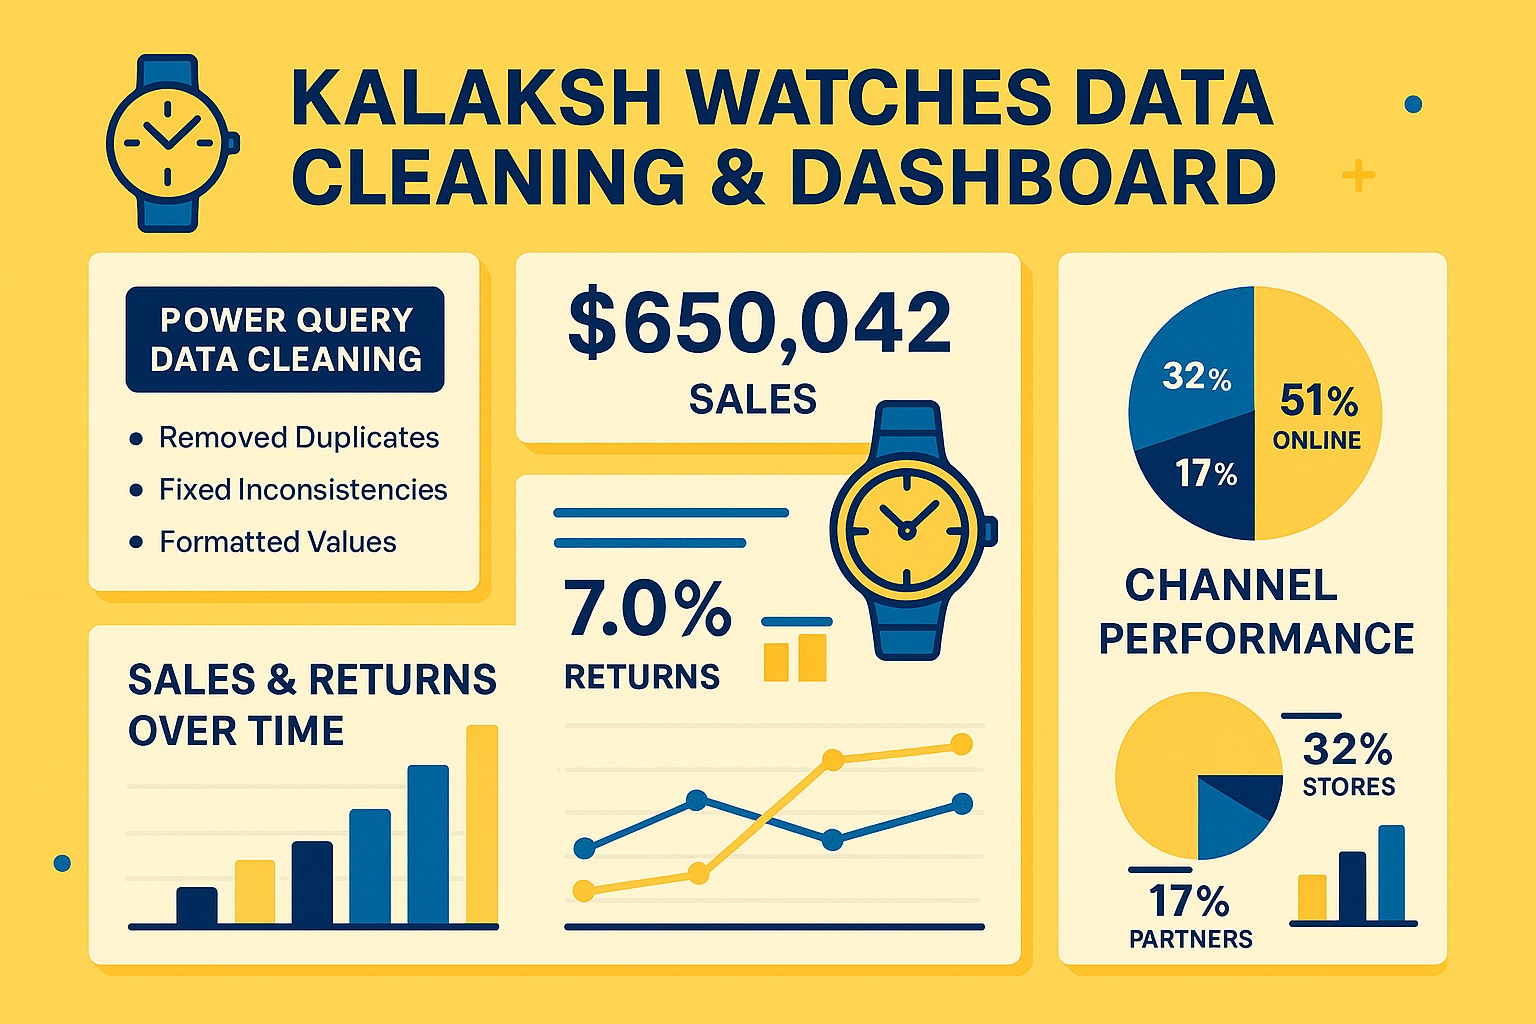 KALAKSH WATCHES DATA
CLEANING & DASHBOARD
POWER QUERY
DATA CLEANING
• Removed Duplicates
• Fixed Inconsistencies
• Formatted Values
$650,042
SALES
7.0%
RETURNS
SALES & RETURNS
OVER TIME
32%
51%
ONLINE
17%
CHANNEL
PERFORMANCE
32%
STORES
17%
PARTNERS